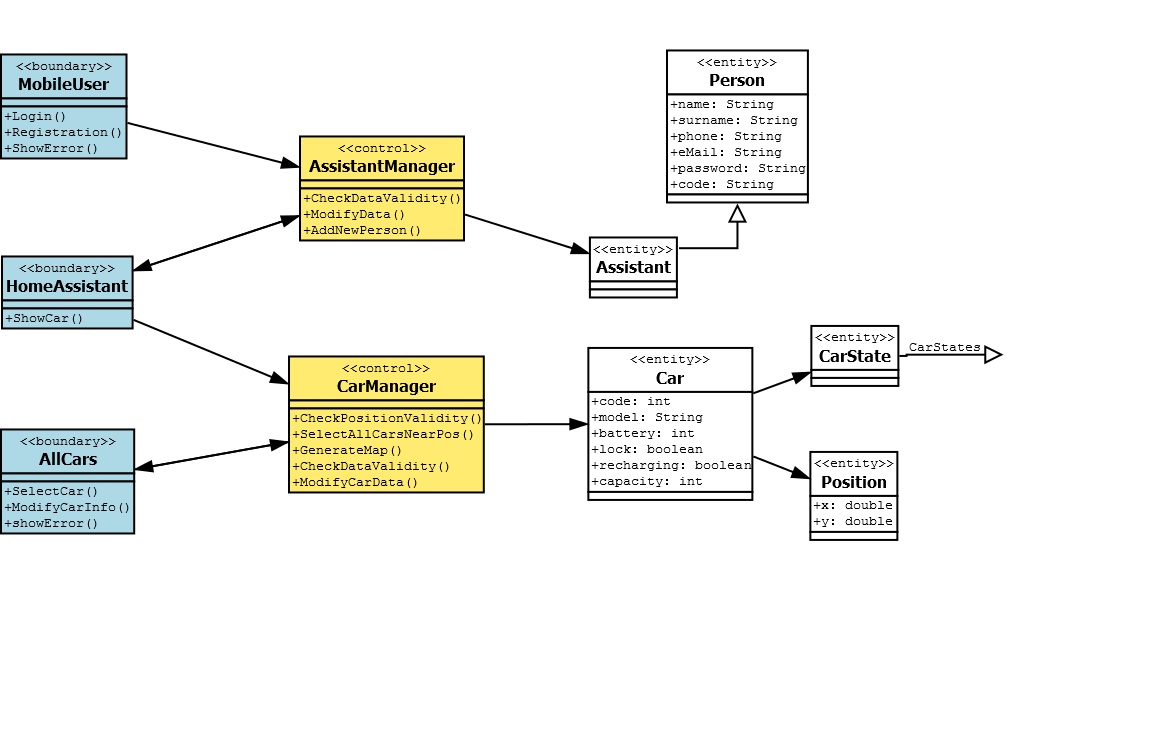 <<boundary>>
MobileUser
+Login()
+Registration()
+ShowError()
<<control>>
AssistantManager
+CheckDataValidity()
+ModifyData()
+AddNewPerson()
<<entity>>
Person
+name: String
+surname: String
+phone: String
+eMail: String
+password: String
+code: String
<<boundary>>
HomeAssistant
+ShowCar()
<<entity>>
Assistant
<<control>>
CarManager
+CheckPositionValidity()
+SelectAllCarsNearPos()
+GenerateMap()
+CheckDataValidity()
+ModifyCarData()
<<entity>>
Car
+code: int
+model: String
+battery: int
+lock: boolean
+recharging: boolean
+capacity: int
<<entity>>
CarState
CarStates
<<boundary>>
AllCars
+SelectCar()
+ModifyCarInfo()
+showError()
<<entity>>
Position
+x: double
+y: double